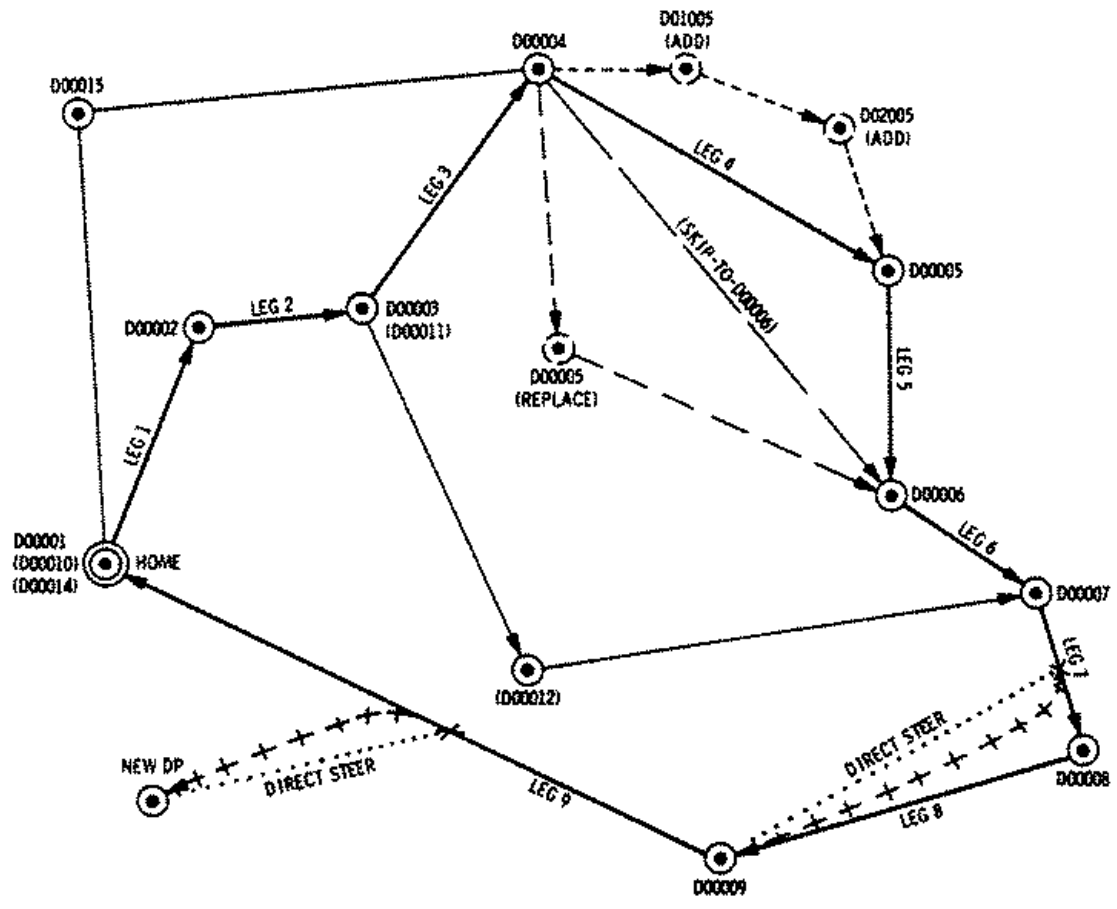 D01005
(ADD)
D00004
D00015
D02005
(ADD)
LEG 4
LEG 3
(SKIP-TO-D00006)
D00005
LEG 2
D00003
(D00011)
D00002
LEG 5
D00005
(REPLACE)
LEG 1
D00006
LEG 6
D00001
(D00010)
(D00014)
HOME
D00007
LEG 7
(D00012)
DIRECT STEER
NEW DP
DIRECT STEER
D00008
LEG 9
LEG 8
D00009